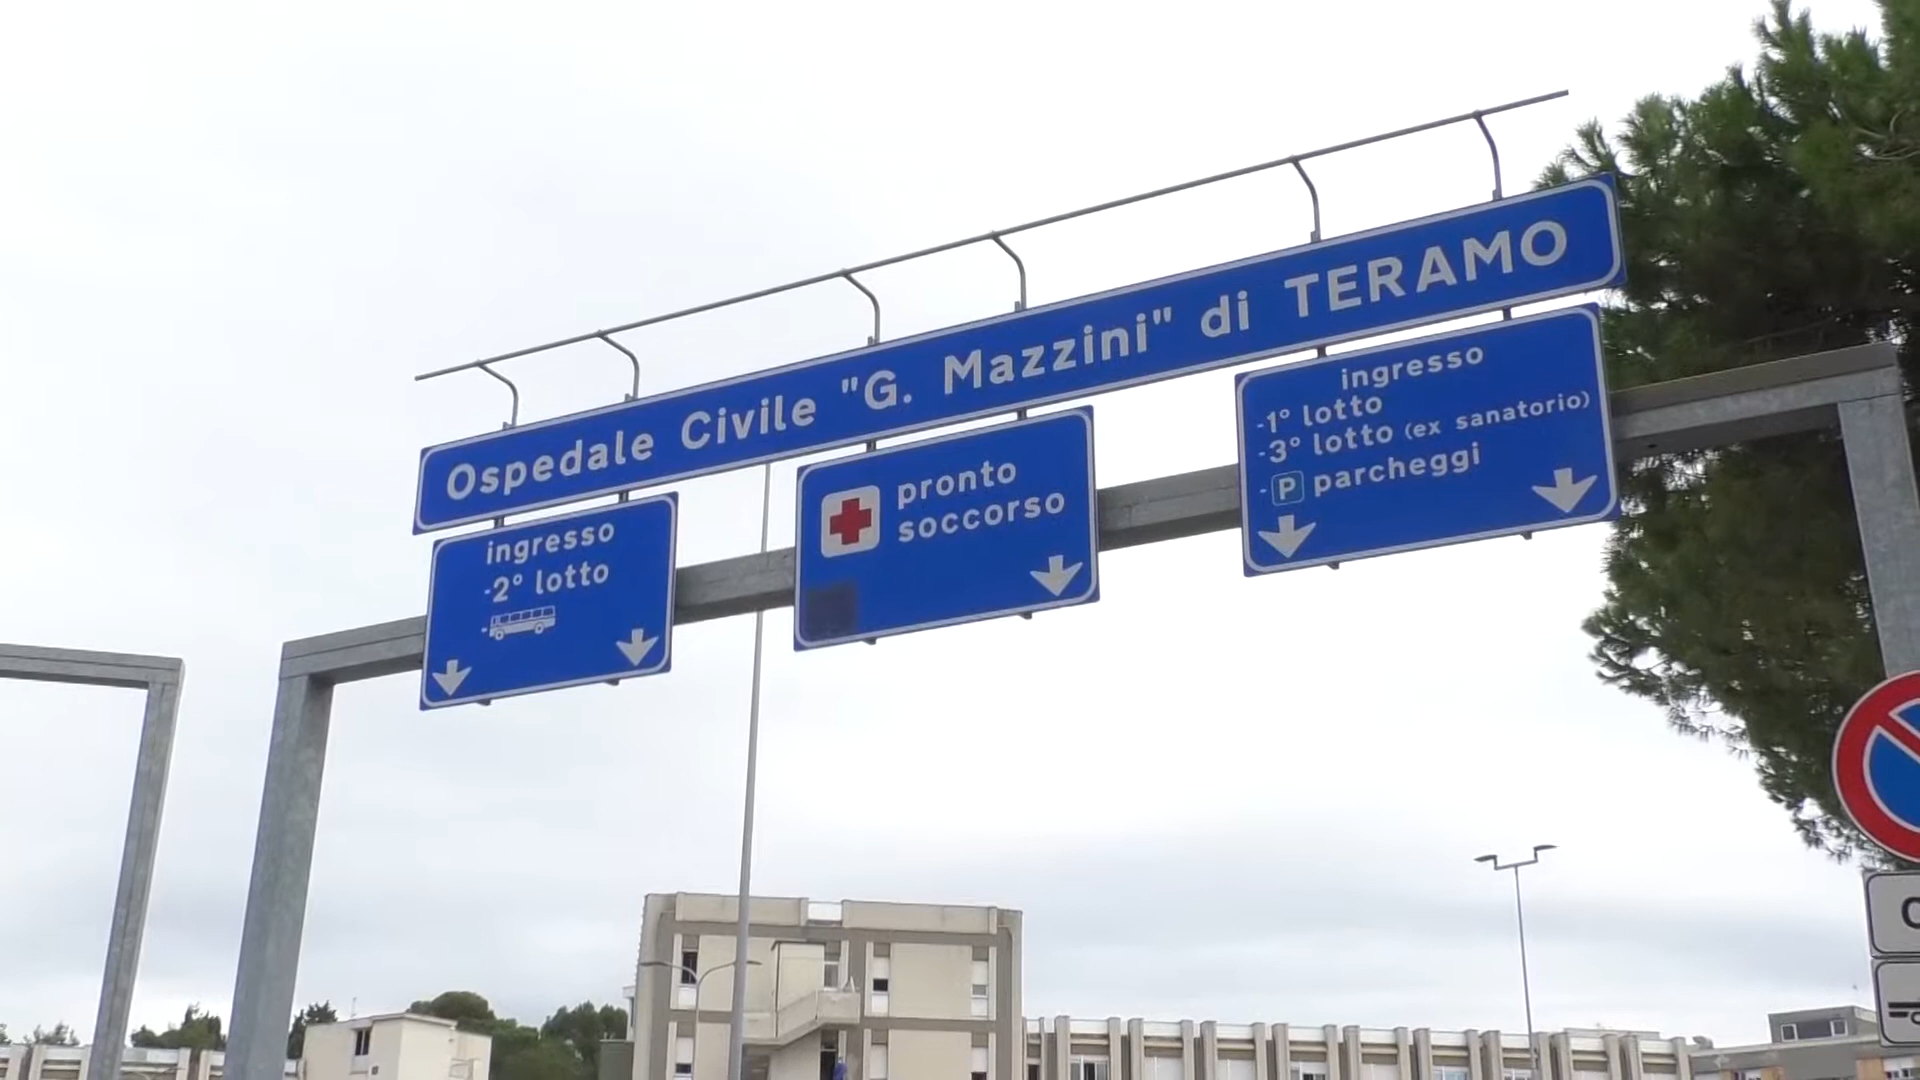 Ospedale Civile "G. Mazzini" di TERAMO
ingresso
-2° lotto
-
pronto
soccorso
ingresso
-1° lotto
-3° lotto (ex sanatorio)
- P parcheggi